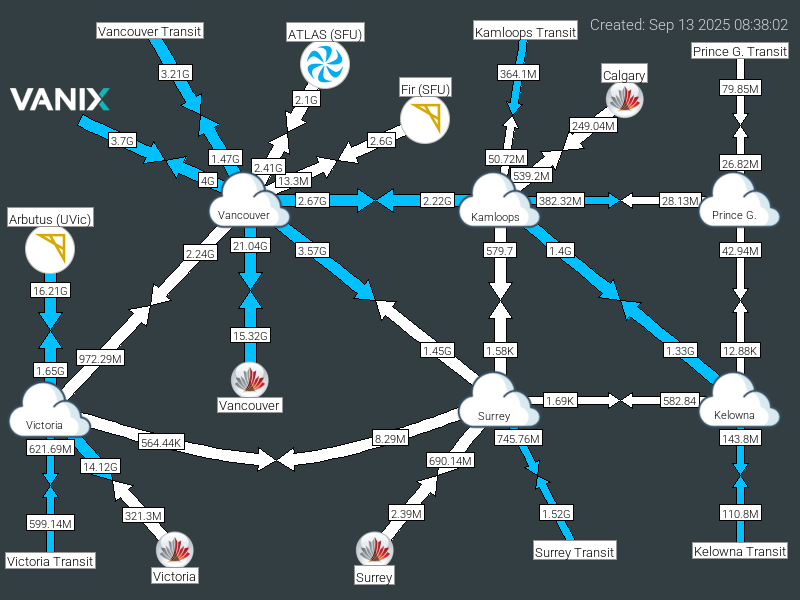 Created: Sep 13 2025 08:38:02
Vancouver Transit
ATLAS (SFU)
Kamloops Transit
Prince G. Transit
3.21G
364.1M
Calgary
79.85M
VANIX
2.1G
Fir (SFU)
249.04M
3.7G
2.6G
1.47G
2.41G
50.72M
26.82M
4G
13.3M
539.2M
2.67G
2.22G
382.32M
28.13M
Vancouver
Kamloops
Prince G.
Arbutus (UVic)
2.24G
21.04G
3.57G
579.7
1.4G
42.94M
16.21G
15.32G
972.29M
1.45G
1.58K
1.33G
12.88K
1.65G
Vancouver
1.69K
582.84
Victoria
Surrey
Kelowna
564.44K
8.29M
621.69M
745.76M
143.8M
14.12G
690.14M
599.14M
321.3M
2.39M
1.52G
110.8M
Victoria Transit
Victoria
Surrey
Surrey Transit
Kelowna Transit